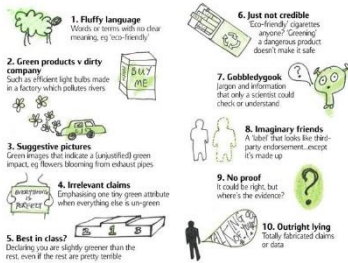 1. Fluffy language
Words or terms with no clear
meaning, eg 'eco-friendly'
2. Green products v dirty
company
Such as efficient light bulbs made
in a factory which pollutes rivers
BUY
ME
3. Suggestive pictures
Green images that indicate a (unjustified) green
impact, eg flowers blooming from exhaust pipes
4. Irrelevant claims
Emphasising one tiny green attribute
when everything else is un-green
EVERYTHING
IS
PERFECT
5. Best in class?
Declaring you are slightly greener than the
rest, even if the rest are pretty terrible
2 1 3
6. Just not credible
'Eco-friendly' cigarettes
anyone? 'Greening'
a dangerous product
doesn't make it safe
7. Gobbledygook
Jargon and information
that only a scientist could
check or understand
?
8. Imaginary friends
A 'label' that looks like third-
party endorsement...except
it's made up
9. No proof
It could be right, but
where's the evidence?
?
10. Outright lying
Totally fabricated claims
or data